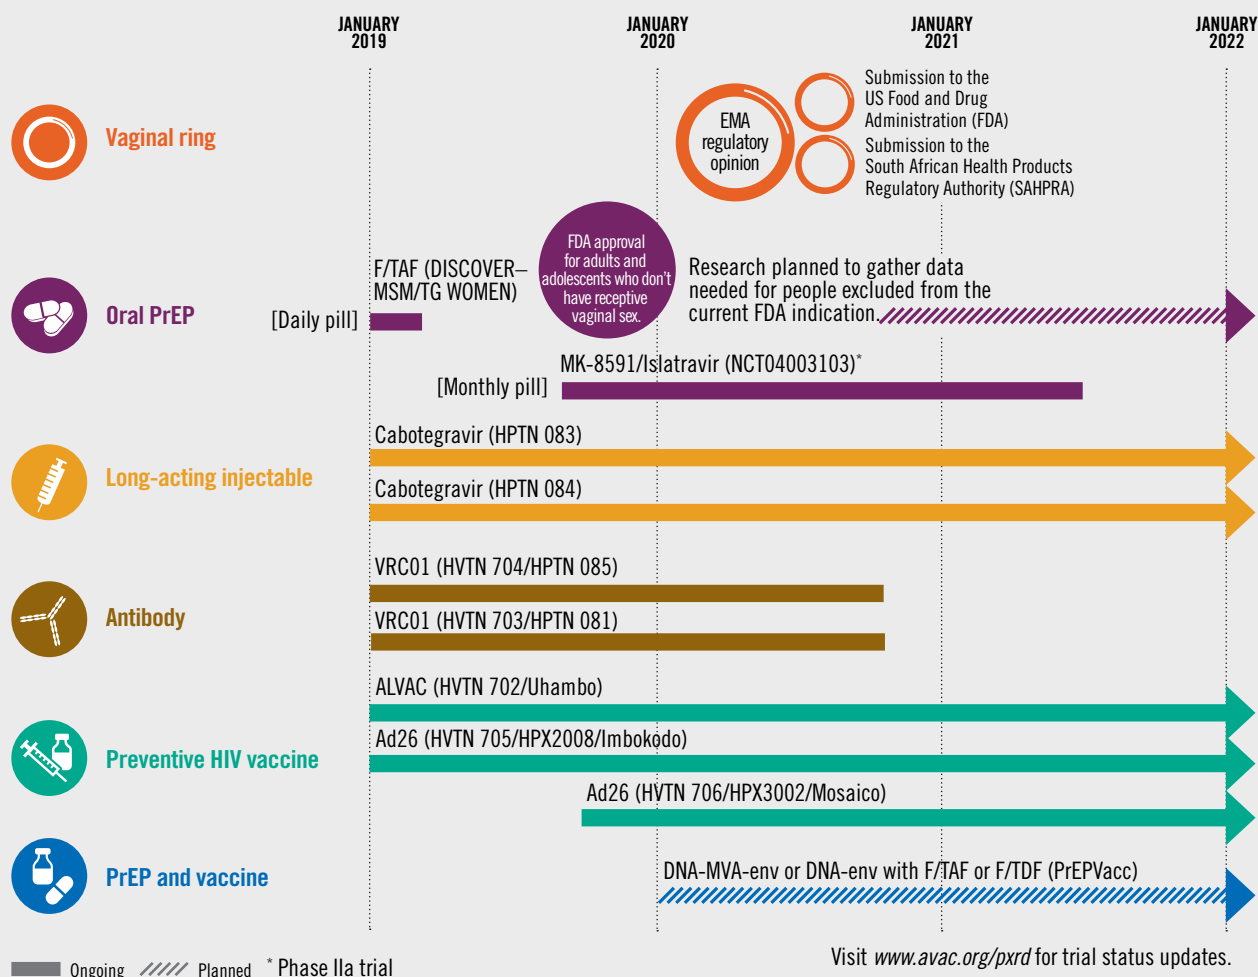 JANUARY
2019
JANUARY
2020
JANUARY
2021
JANUARY
2022
Vaginal ring
EMA
regulatory
opinion
Submission to the
US Food and Drug
Administration (FDA)
Submission to the
South African Health Products
Regulatory Authority (SAHPRA)
Oral PrEP
[Daily pill]
F/TAF (DISCOVER–
MSM/TG WOMEN)
FDA approval
for adults and
adolescents who don't
have receptive
vaginal sex.
Research planned to gather data
needed for people excluded from the
current FDA indication.
[Monthly pill]
MK-8591/Islatravir (NCT04003103)*
Long-acting injectable
Cabotegravir (HPTN 083)
Cabotegravir (HPTN 084)
Antibody
VRC01 (HVTN 704/HPTN 085)
VRC01 (HVTN 703/HPTN 081)
Preventive HIV vaccine
ALVAC (HVTN 702/Uhambo)
Ad26 (HVTN 705/HPX2008/Imbokodo)
Ad26 (HVTN 706/HPX3002/Mosaico)
PrEP and vaccine
DNA-MVA-env or DNA-env with F/TAF or F/TDF (PrEPVacc)
Ongoing Planned * Phase IIa trial
Visit www.avac.org/pxrd for trial status updates.